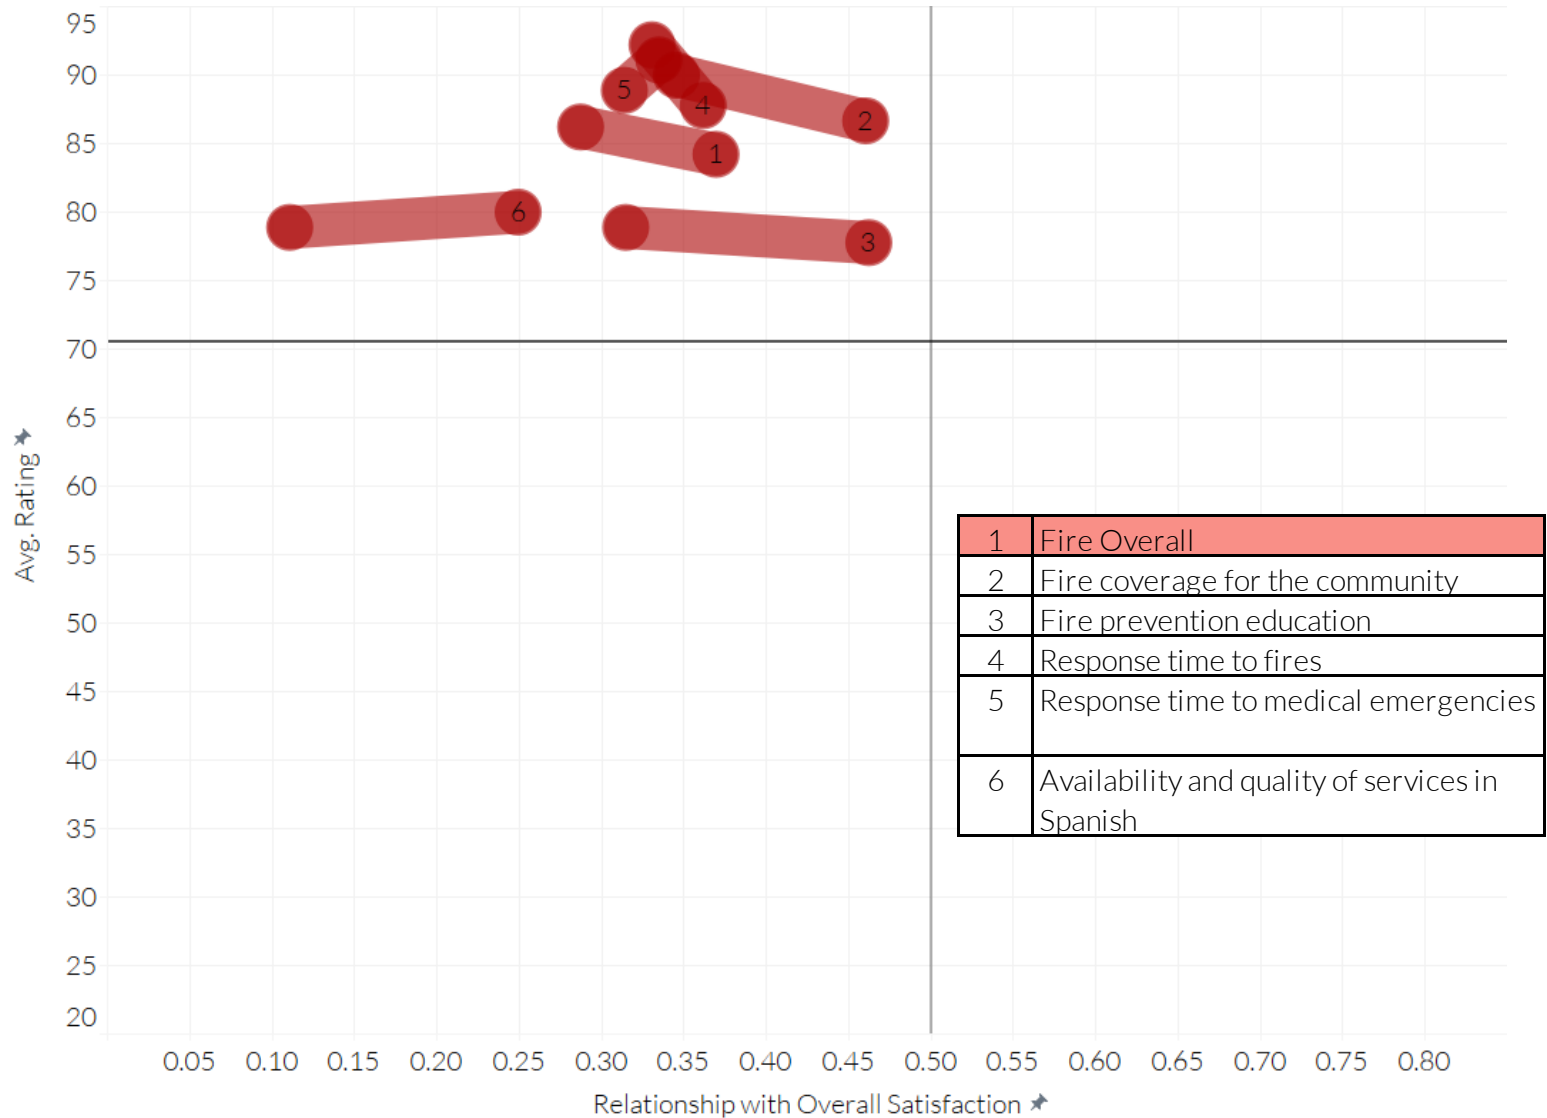 95
90
85
80
75
70
65
60
55
50
45
40
35
30
25
20
Avg. Rating
5
4
2
1
6
3
1 Fire Overall
2 Fire coverage for the community
3 Fire prevention education
4 Response time to fires
5 Response time to medical emergencies
6 Availability and quality of services in
Spanish
0.05 0.10 0.15 0.20 0.25 0.30 0.35 0.40 0.45 0.50 0.55 0.60 0.65 0.70 0.75 0.80
Relationship with Overall Satisfaction